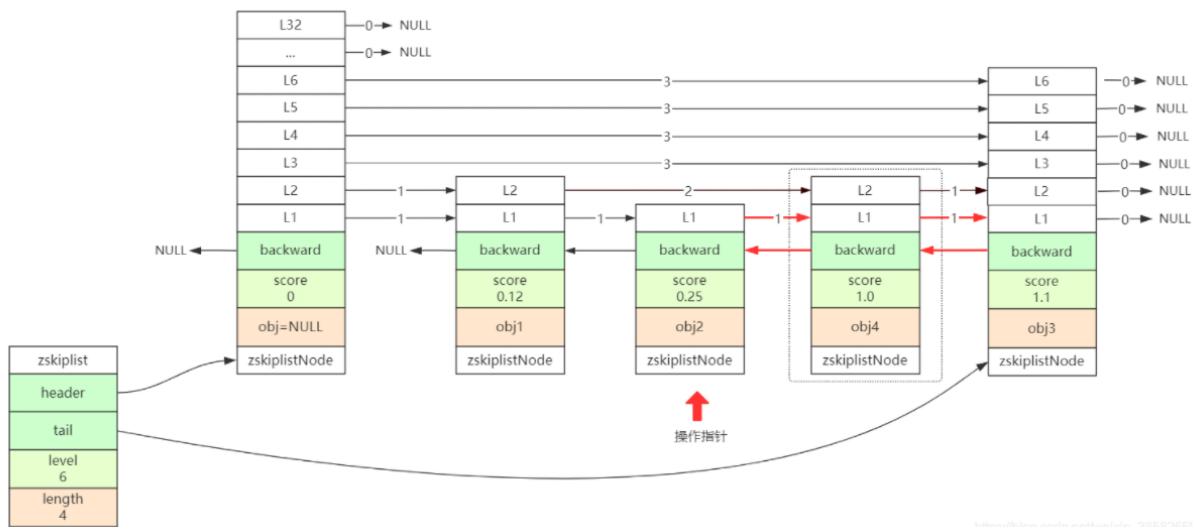 L32
0
NULL
...
0
NULL
L6
3
L6
0
NULL
L5
3
L5
0
NULL
L4
3
L4
0
NULL
L3
3
L3
0
NULL
L2
1
L2
2
L2
1
L2
0
NULL
L1
1
L1
1
L1
1
L1
1
L1
0
NULL
NULL
backward
NULL
backward
backward
backward
backward
score
0
score
0.12
score
0.25
score
1.0
score
1.1
obj=NULL
obj1
obj2
obj4
obj3
zskiplistNode
zskiplistNode
zskiplistNode
zskiplistNode
zskiplistNode
zskiplist
header
tail
level
6
length
4
操作指针